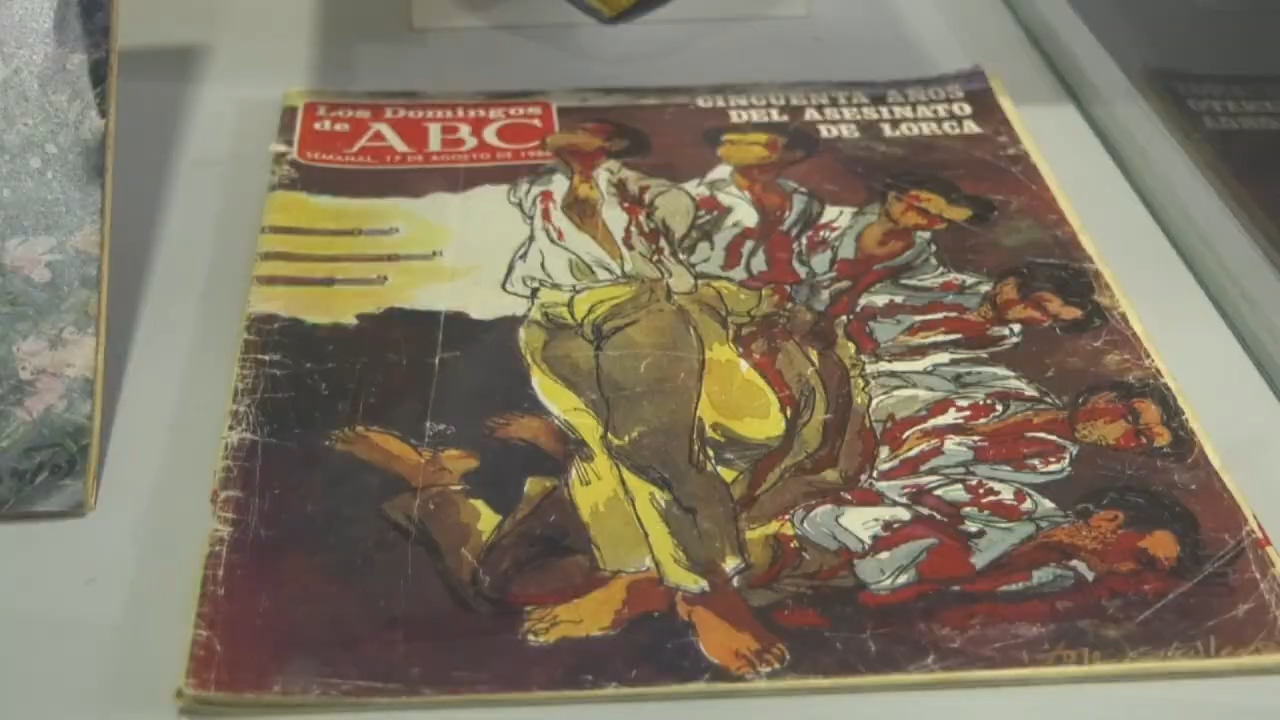 Los Domingos
de ABC
SEMANAL, 17 DE AGOSTO DE
CINCUENTA AÑOS
DEL ASESINATO
DE LORCA